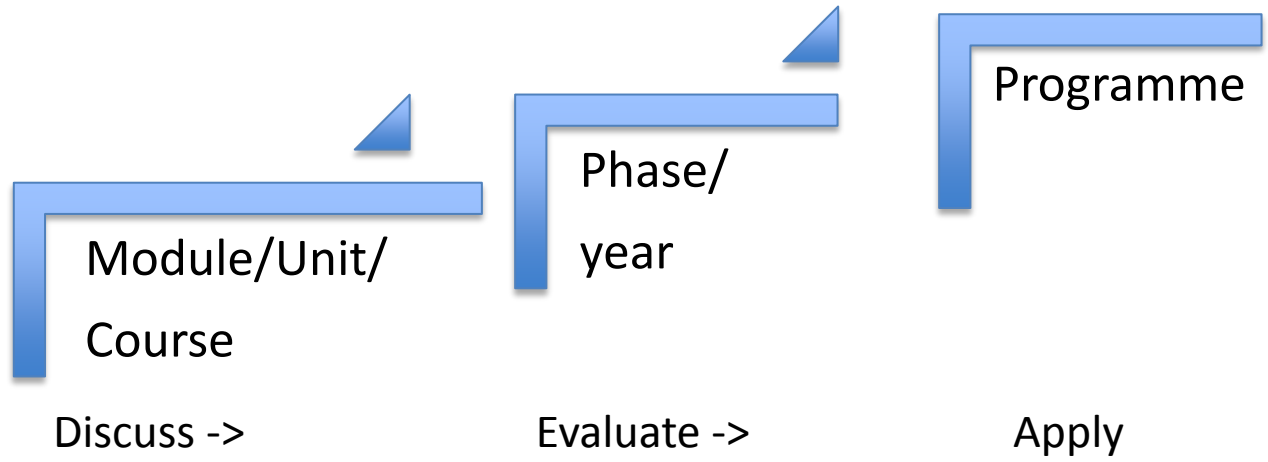 Programme
Phase/
year
Module/Unit/
Course
Discuss -> Evaluate -> Apply